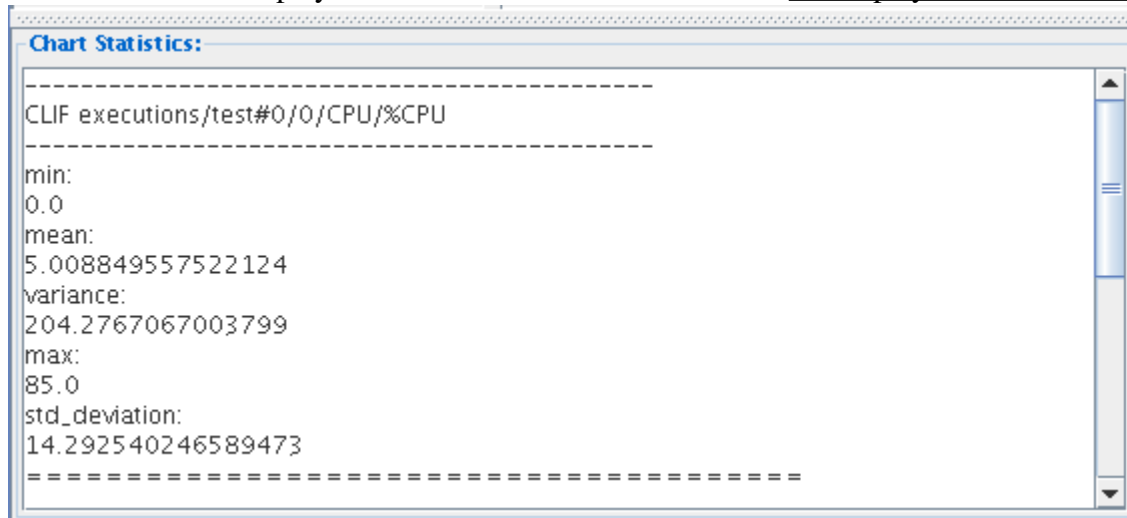 Chart Statistics:
---------------------------------------------
CLIF executions/test#0/0/CPU/%CPU
---------------------------------------------
min:
0.0
mean:
5.008849557522124
variance:
204.2767067003799
max:
85.0
std_deviation:
14.292540246589473
=======================================